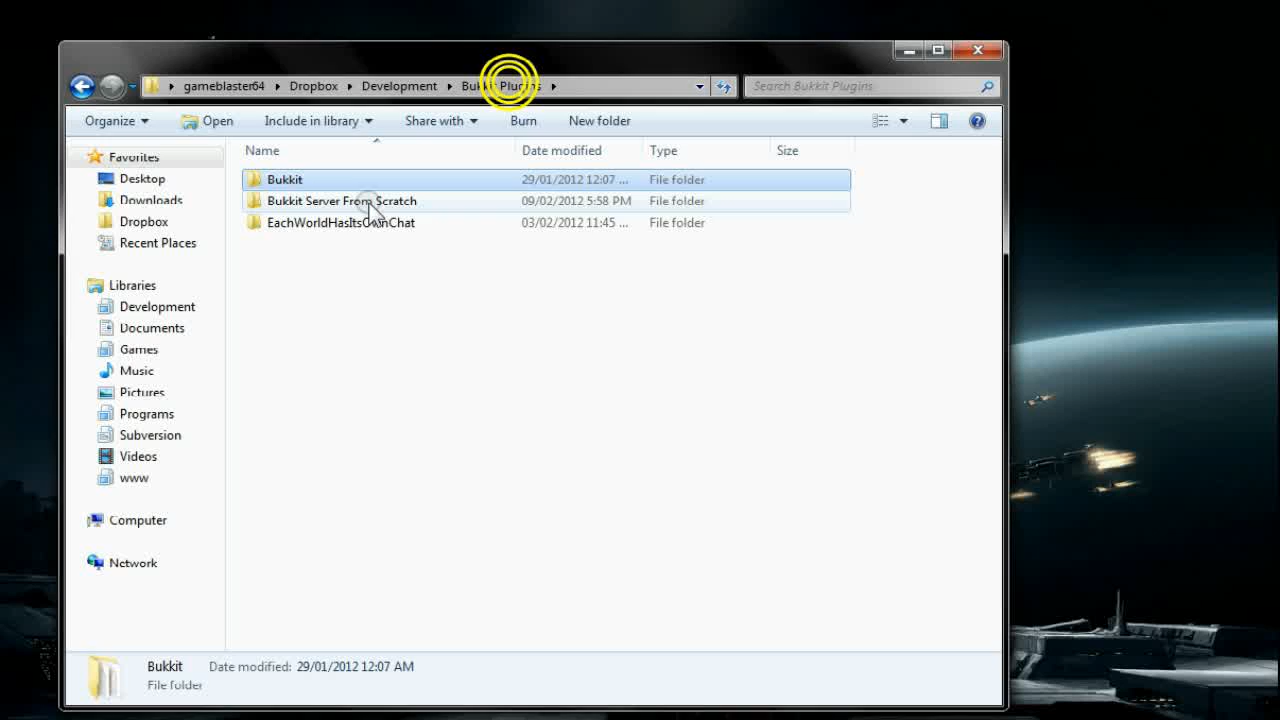 gameblaster64 Dropbox Development Bukkit Plugins Search Bukkit Plugins
Organize Open Include in library Share with Burn New folder
Name Date modified Type Size
Favorites
Desktop
Downloads
Dropbox
Recent Places
Libraries
Development
Documents
Games
Music
Pictures
Programs
Subversion
Videos
www
Computer
Network
Bukkit 29/01/2012 12:07 ... File folder
Bukkit Server From Scratch 09/02/2012 5:58 PM File folder
EachWorldHasItsOwnChat 03/02/2012 11:45 ... File folder
Bukkit Date modified: 29/01/2012 12:07 AM
File folder